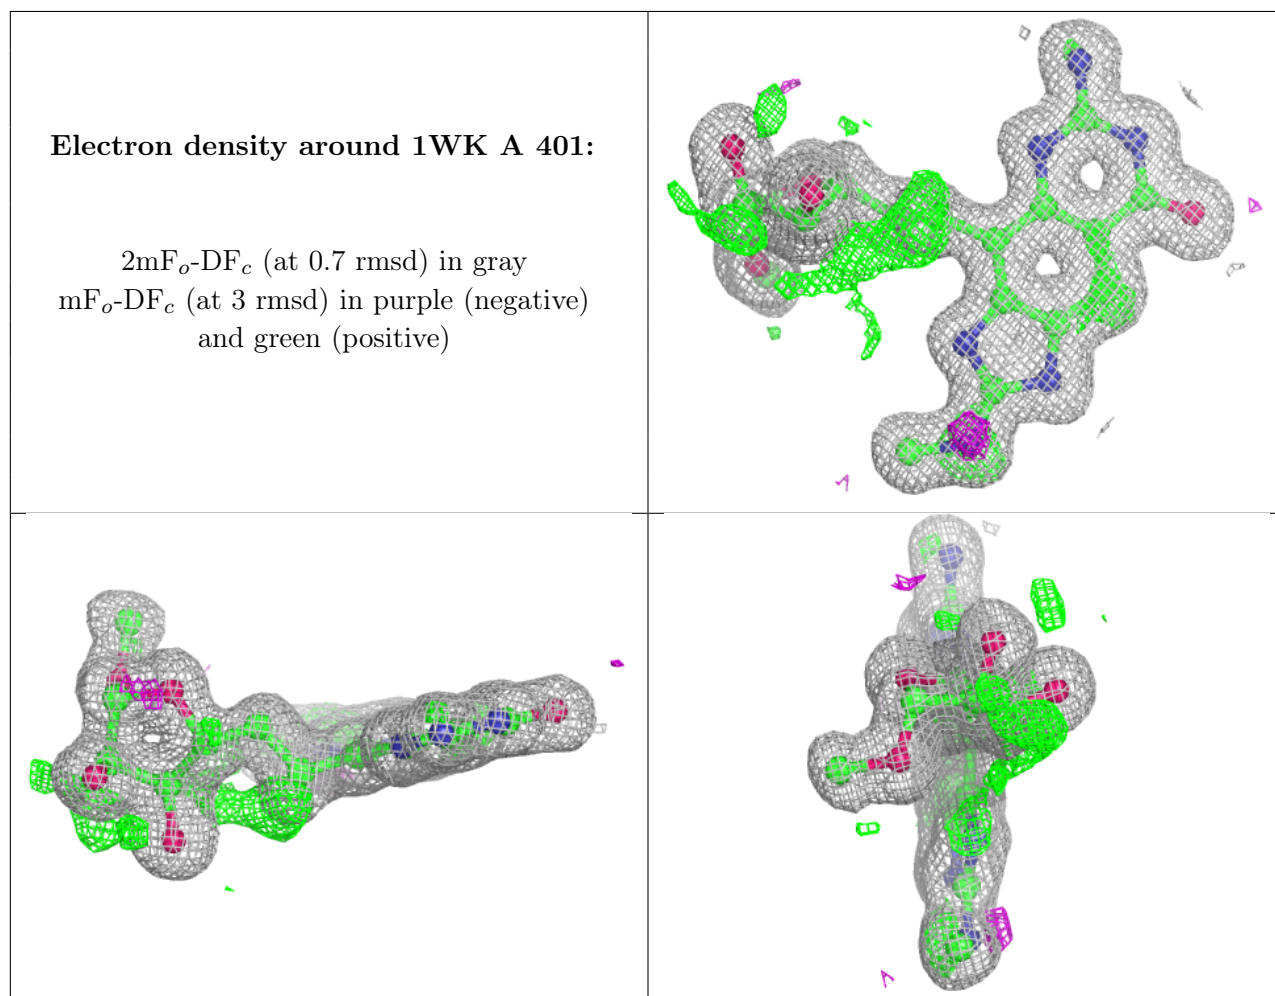 Electron density around 1WK A 401:
2mFo-DFc (at 0.7 rmsd) in gray
mFo-DFc (at 3 rmsd) in purple (negative)
and green (positive)